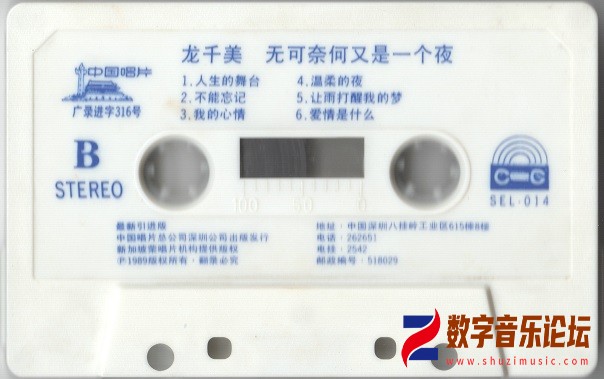 龙千美 无可奈何又是一个夜
中国唱片
广录进字316号
1.人生的舞台 4.温柔的夜
2.不能忘记 5.让雨打醒我的梦
3.我的心情 6.爱情是什么
B
STEREO
100 50 0
SEL-014
最新引进版
中国唱片总公司深圳公司出版发行
新加坡荣唱片机构提供版权
℗1989版权所有·翻录必究
地址：中国深圳八挂岭工业区615栋8楼
电话：262651
电挂：2542
邮政编号：518029
数字音乐论坛
www.shuzimusic.com